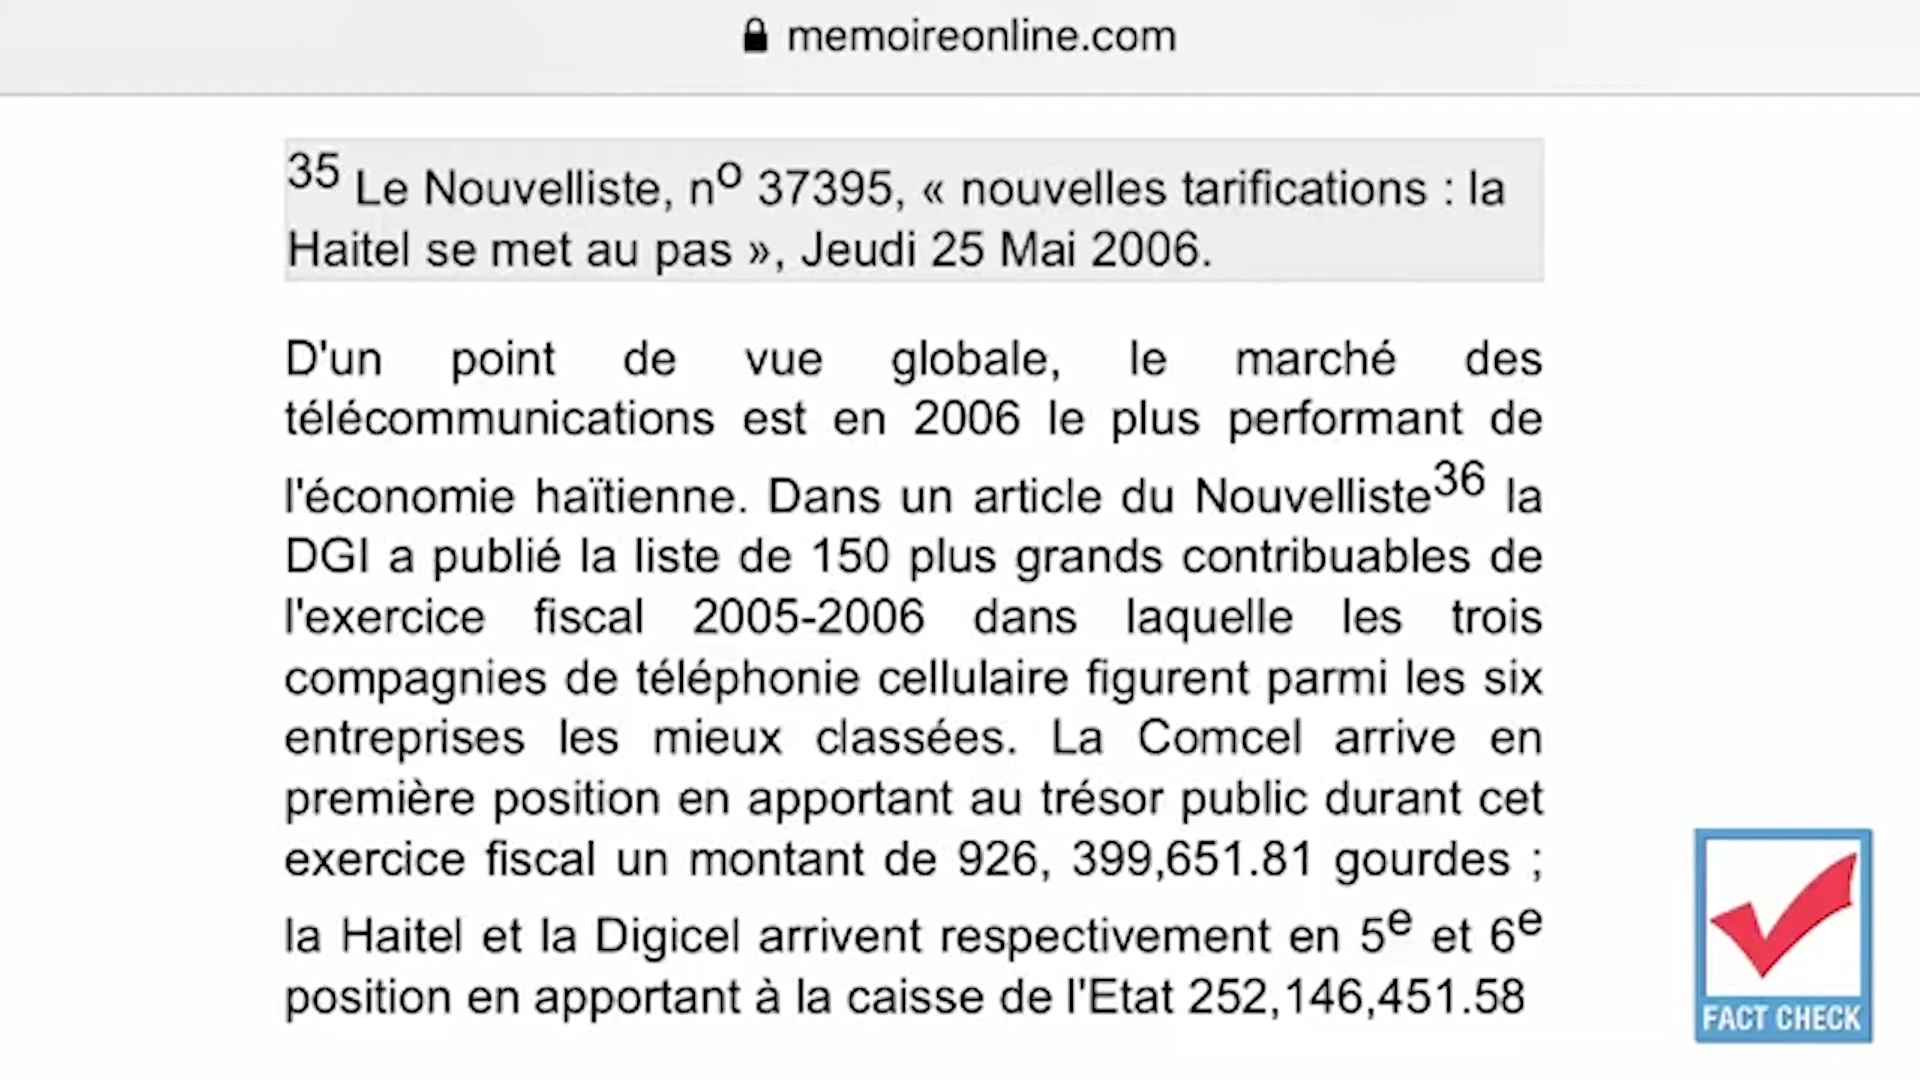 memoireonline.com
35 Le Nouvelliste, no 37395, « nouvelles tarifications : la
Haitel se met au pas », Jeudi 25 Mai 2006.
D'un point de vue globale, le marché des
télécommunications est en 2006 le plus performant de
l'économie haïtienne. Dans un article du Nouvelliste36 la
DGI a publié la liste de 150 plus grands contribuables de
l'exercice fiscal 2005-2006 dans laquelle les trois
compagnies de téléphonie cellulaire figurent parmi les six
entreprises les mieux classées. La Comcel arrive en
première position en apportant au trésor public durant cet
exercice fiscal un montant de 926, 399,651.81 gourdes ;
la Haitel et la Digicel arrivent respectivement en 5e et 6e
position en apportant à la caisse de l'Etat 252,146,451.58
FACT CHECK